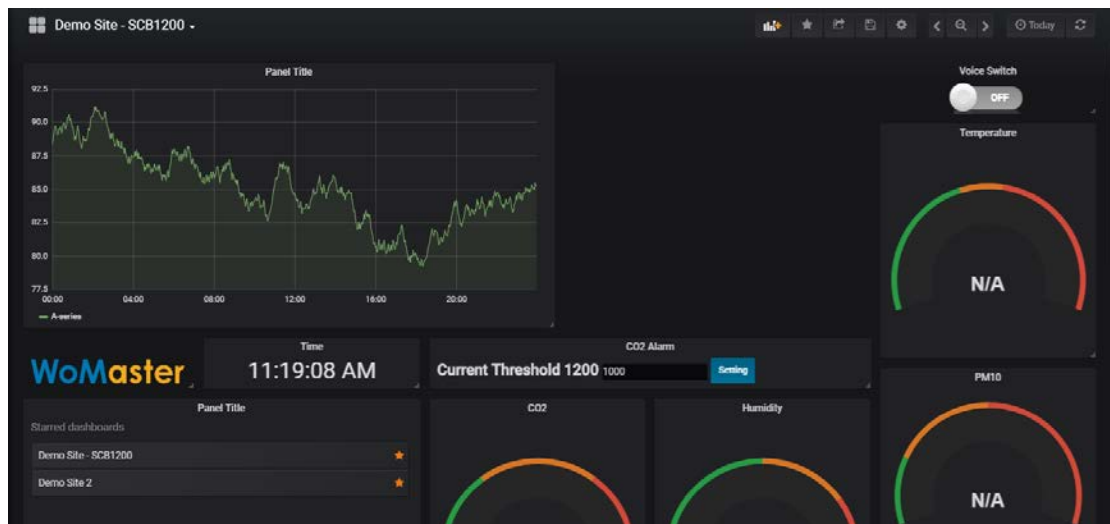 Demo Site - SCB1200
Today
Panel Title
92.5
90.0
87.5
85.0
82.5
80.0
77.5
00:00 04:00 08:00 12:00 16:00 20:00
A-series
Voice Switch
OFF
Temperature
N/A
WoMaster
Time
11:19:08 AM
CO2 Alarm
Current Threshold 1200 1000 Setting
PM10
N/A
Panel Title
Starred dashboards
Demo Site - SCB1200
Demo Site 2
CO2
Humidity